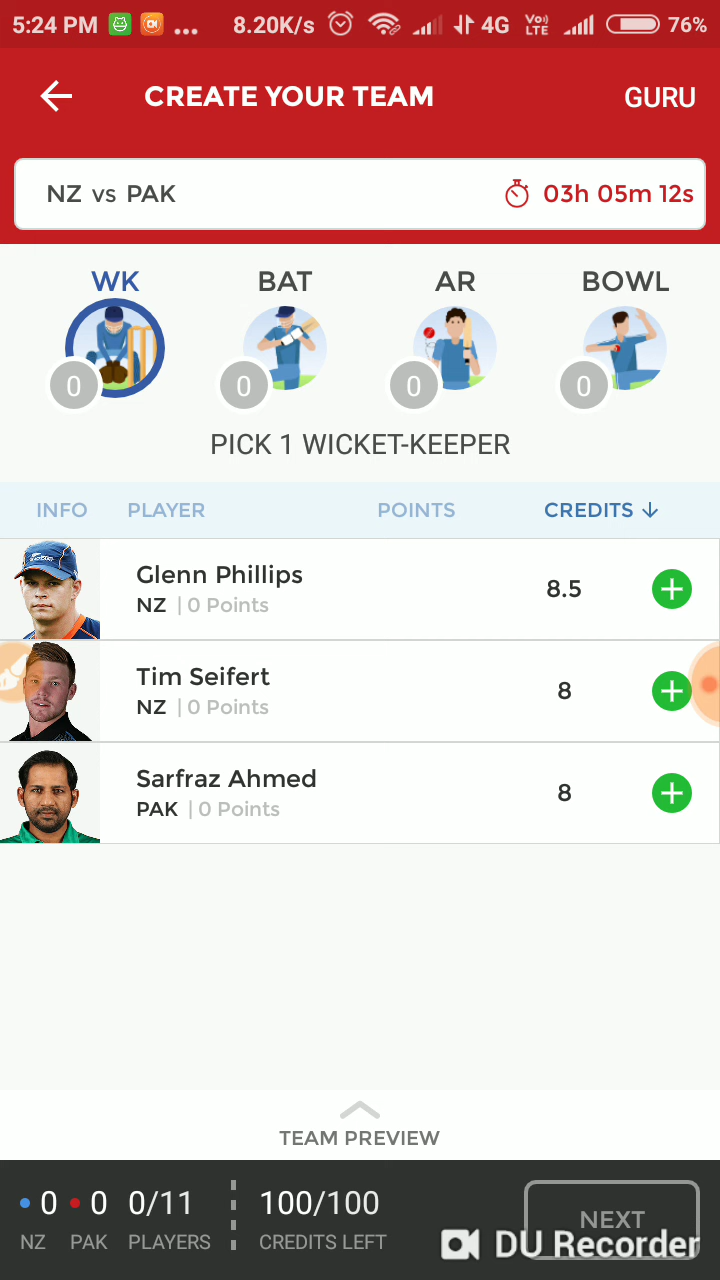 5:24 PM ... 8.20K/s 4G Vo)) LTE 76%
CREATE YOUR TEAM GURU
NZ vs PAK 03h 05m 12s
WK BAT AR BOWL
0 0 0 0
PICK 1 WICKET-KEEPER
INFO PLAYER POINTS CREDITS
Glenn Phillips
NZ | 0 Points 8.5
Tim Seifert
NZ | 0 Points 8
Sarfraz Ahmed
PAK | 0 Points 8
TEAM PREVIEW
0 0 0/11 100/100 NEXT
NZ PAK PLAYERS CREDITS LEFT
DU Recorder